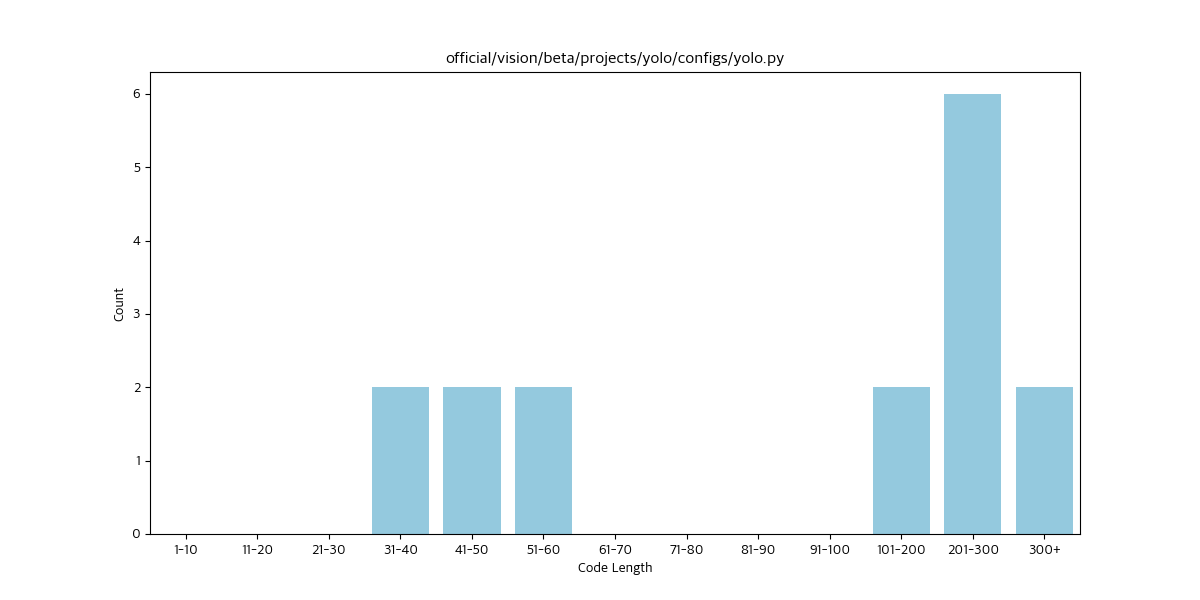 official/vision/beta/projects/yolo/configs/yolo.py
6
5
4
3
2
1
0
Count
1-10 11-20 21-30 31-40 41-50 51-60 61-70 71-80 81-90 91-100 101-200 201-300 300+
Code Length